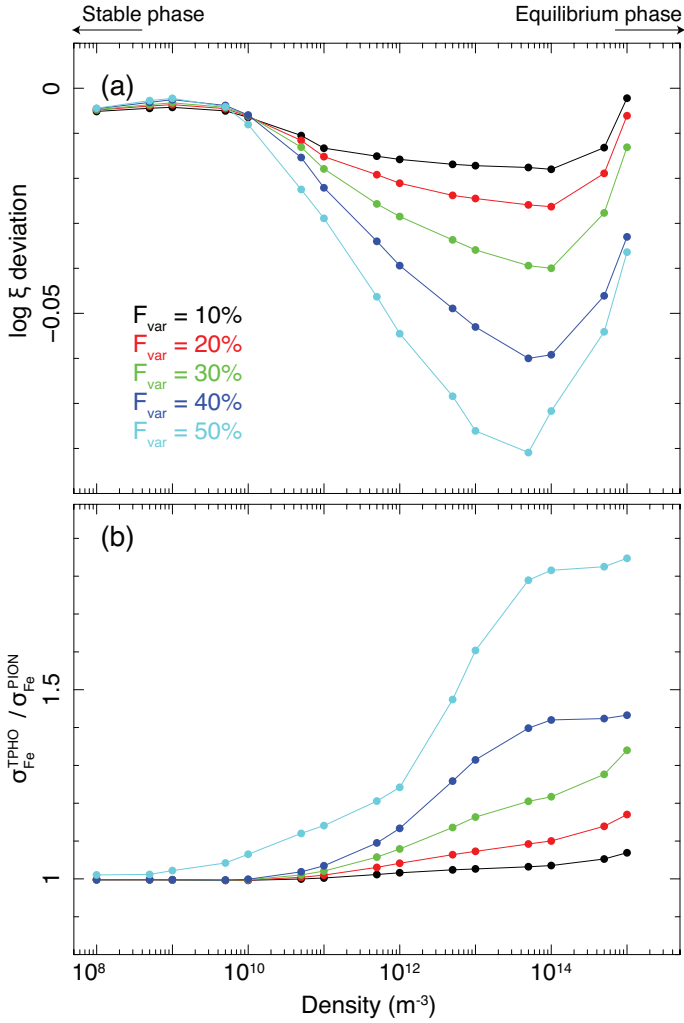 Stable phase Equilibrium phase
(a)
0
−0.05
log ξ deviation
F_var = 10%
F_var = 20%
F_var = 30%
F_var = 40%
F_var = 50%
(b)
1.5
1
σ_Fe^TPHO / σ_Fe^PION
10^8 10^10 10^12 10^14
Density (m^-3)